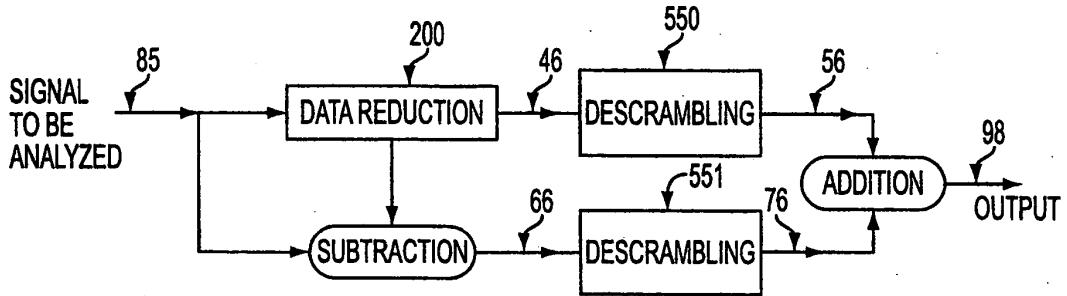 200
550
85
46
56
SIGNAL
TO BE
ANALYZED
DATA REDUCTION
DESCRAMBLING
98
ADDITION
OUTPUT
551
66
76
SUBTRACTION
DESCRAMBLING